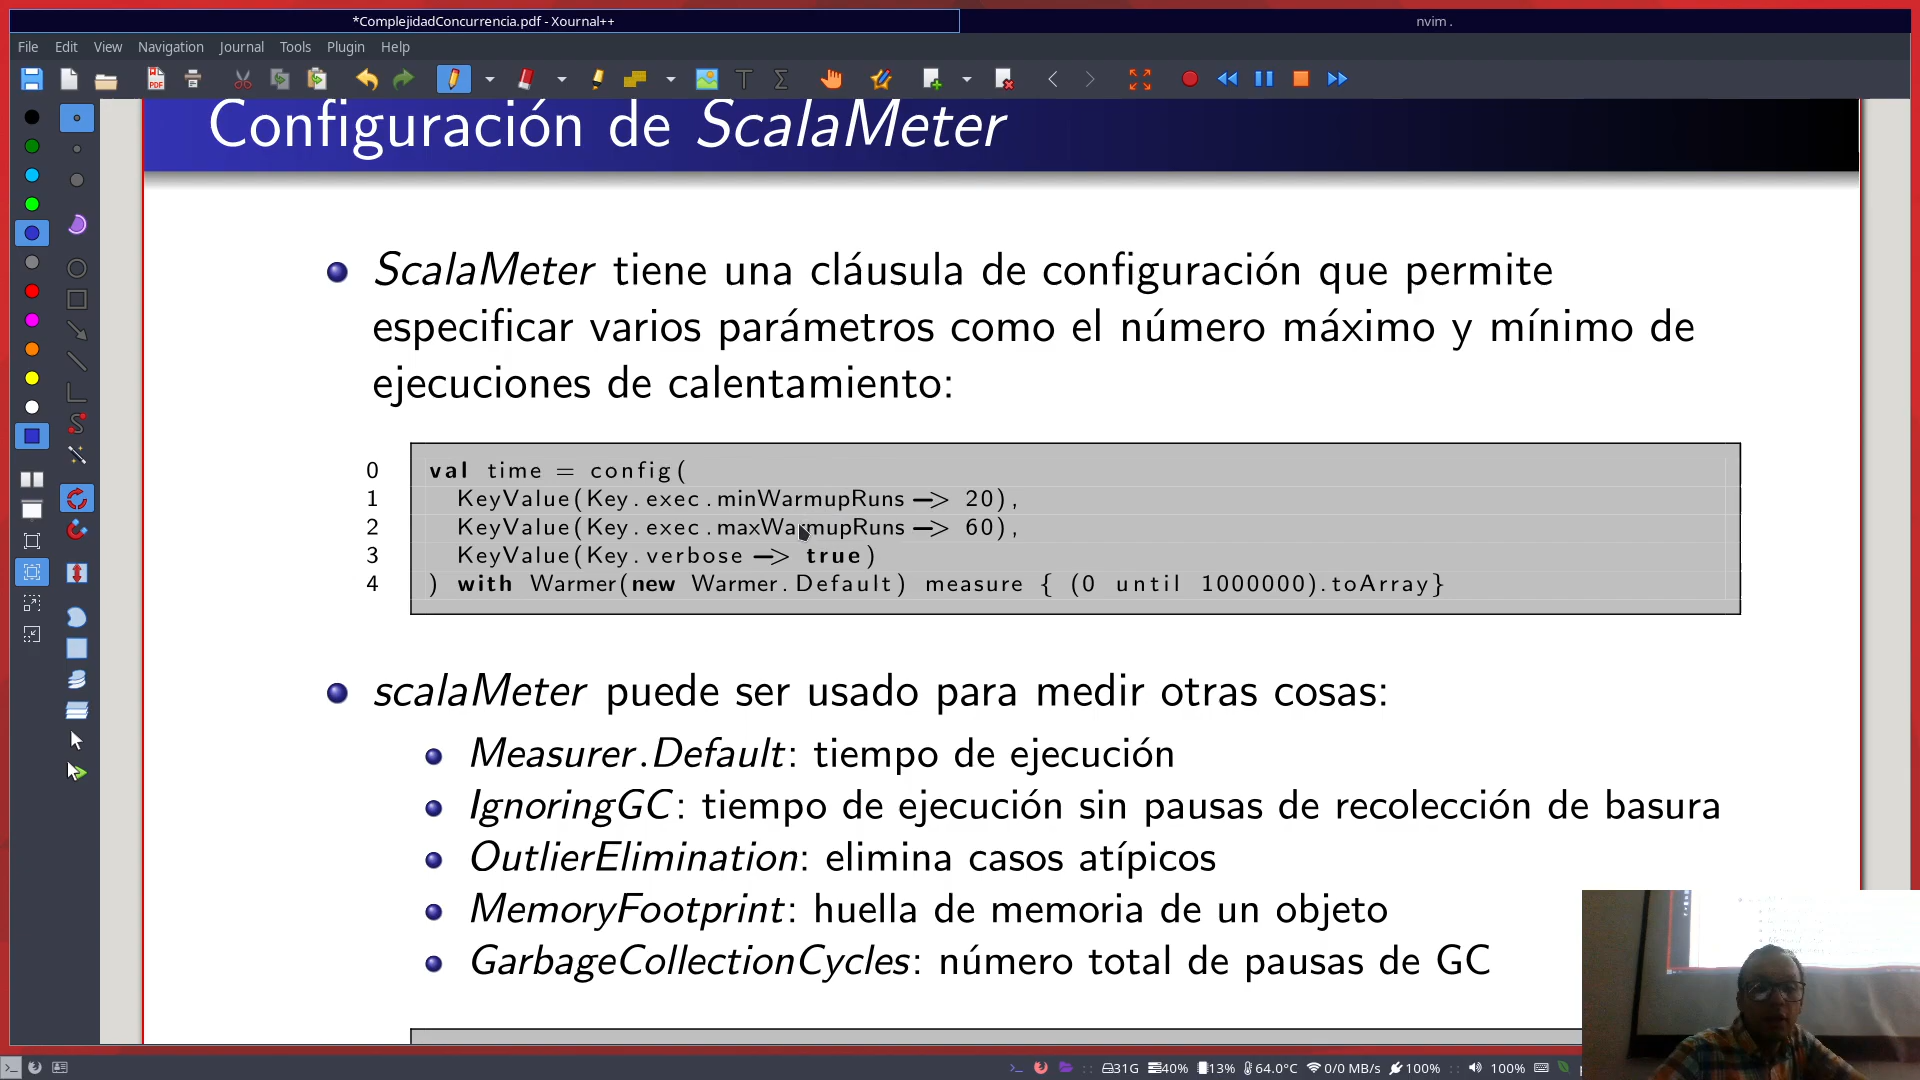 *ComplejidadConcurrencia.pdf - Xournal++
nvim .
File Edit View Navigation Journal Tools Plugin Help
Configuración de ScalaMeter
ScalaMeter tiene una cláusula de configuración que permite
especificar varios parámetros como el número máximo y mínimo de
ejecuciones de calentamiento:
0 val time = config(
1 KeyValue(Key.exec.minWarmupRuns -> 20),
2 KeyValue(Key.exec.maxWarmupRuns -> 60),
3 KeyValue(Key.verbose -> true)
4 ) with Warmer(new Warmer.Default) measure { (0 until 1000000).toArray}
scalaMeter puede ser usado para medir otras cosas:
Measurer.Default: tiempo de ejecución
IgnoringGC: tiempo de ejecución sin pausas de recolección de basura
OutlierElimination: elimina casos atípicos
MemoryFootprint: huella de memoria de un objeto
GarbageCollectionCycles: número total de pausas de GC
31G 40% 13% 64.0°C 0/0 MB/s 100% 100%